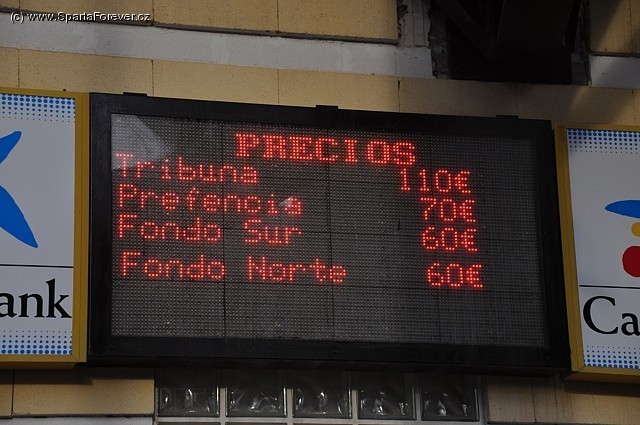 (c) www.SpartaForever.cz
PRECIOS
Tribuna 110€
Prefencia 70€
Fondo Sur 60€
Fondo Norte 60€
ank
Ca